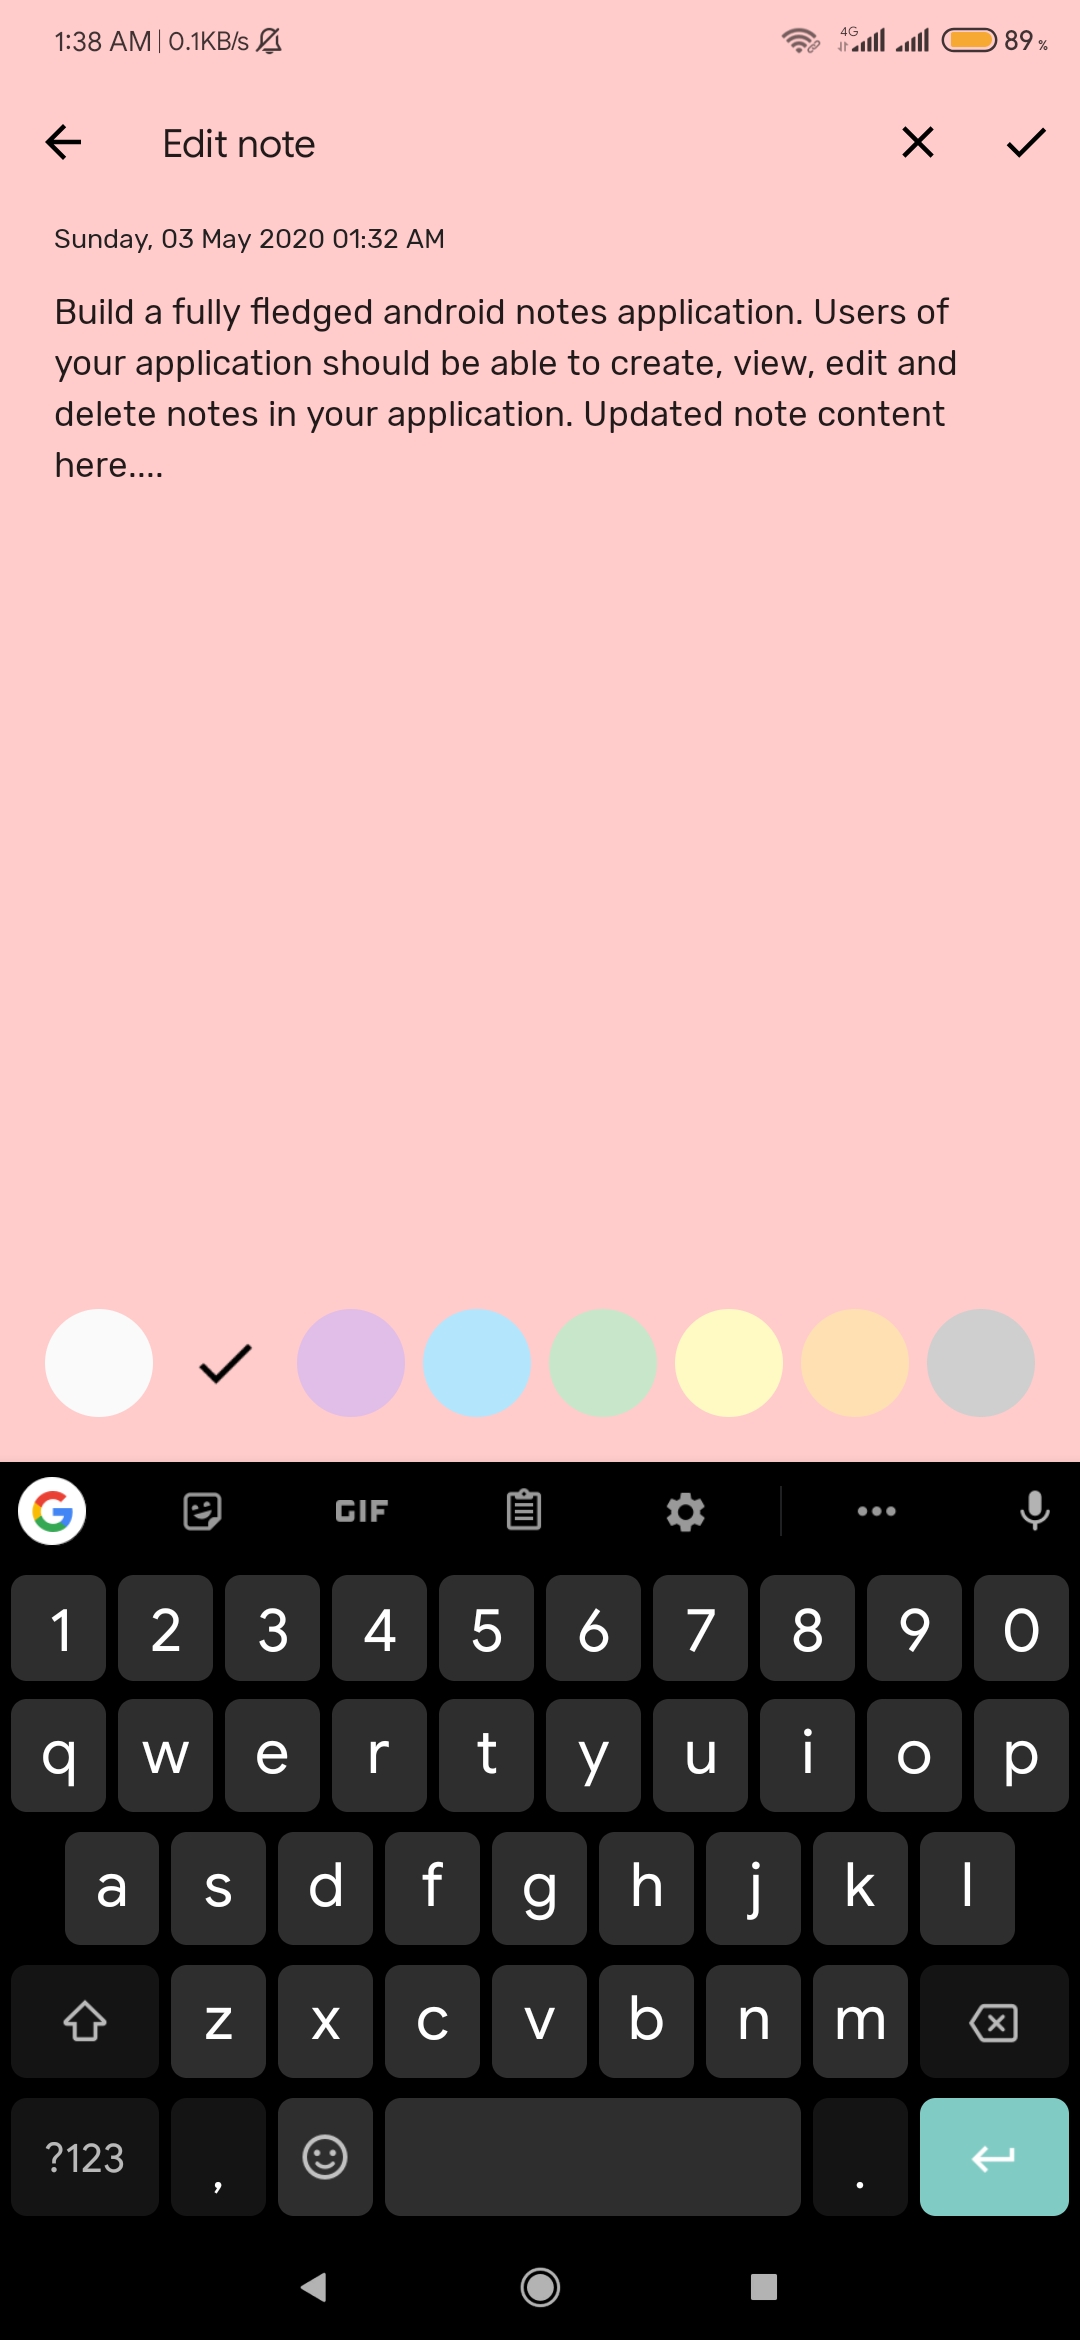 1:38 AM | 0.1KB/s 4G 89 %
Edit note
Sunday, 03 May 2020 01:32 AM
Build a fully fledged android notes application. Users of
your application should be able to create, view, edit and
delete notes in your application. Updated note content
here....
G GIF
1 2 3 4 5 6 7 8 9 0
q w e r t y u i o p
a s d f g h j k l
z x c v b n m
?123 , .